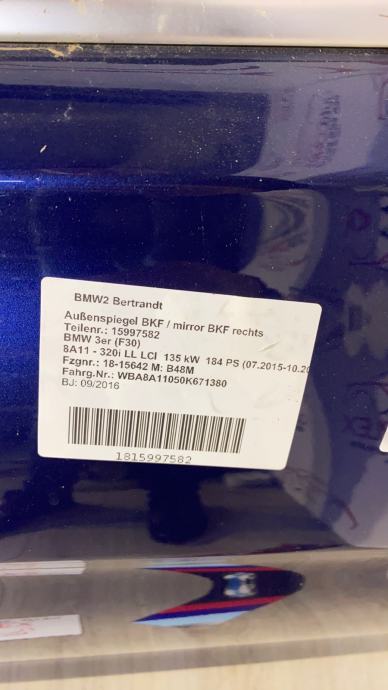 BMW2 Bertrandt
Außenspiegel BKF / mirror BKF rechts
Teilenr.: 15997582
BMW 3er (F30)
8A11 - 320i LL LCI 135 kW 184 PS (07.2015-10.20
Fzgnr.: 18-15642 M: B48M
Fahrg.Nr.: WBA8A11050K671380
BJ: 09/2016
1815997582